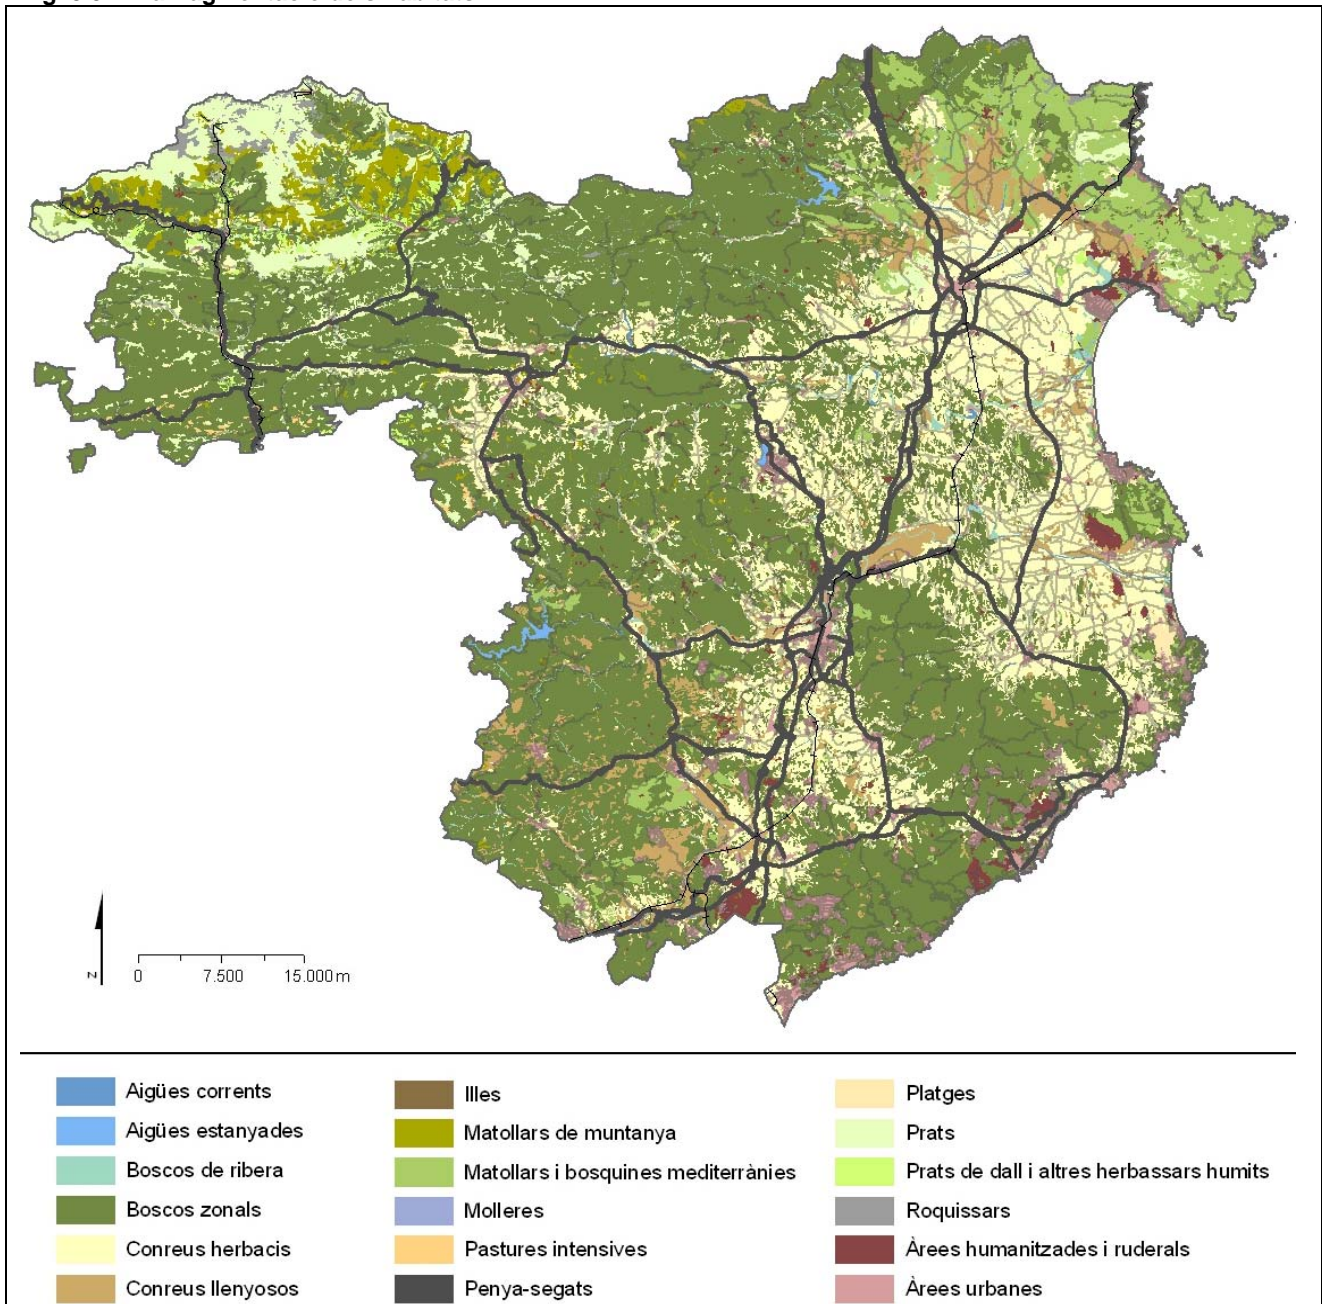 N
0 7.500 15.000 m
Aigües corrents
Aigües estanyades
Boscos de ribera
Boscos zonals
Conreus herbacis
Conreus llenyosos
Illes
Matollars de muntanya
Matollars i bosquines mediterrànies
Molleres
Pastures intensives
Penya-segats
Platges
Prats
Prats de dall i altres herbassars humits
Roquissars
Àrees humanitzades i ruderals
Àrees urbanes